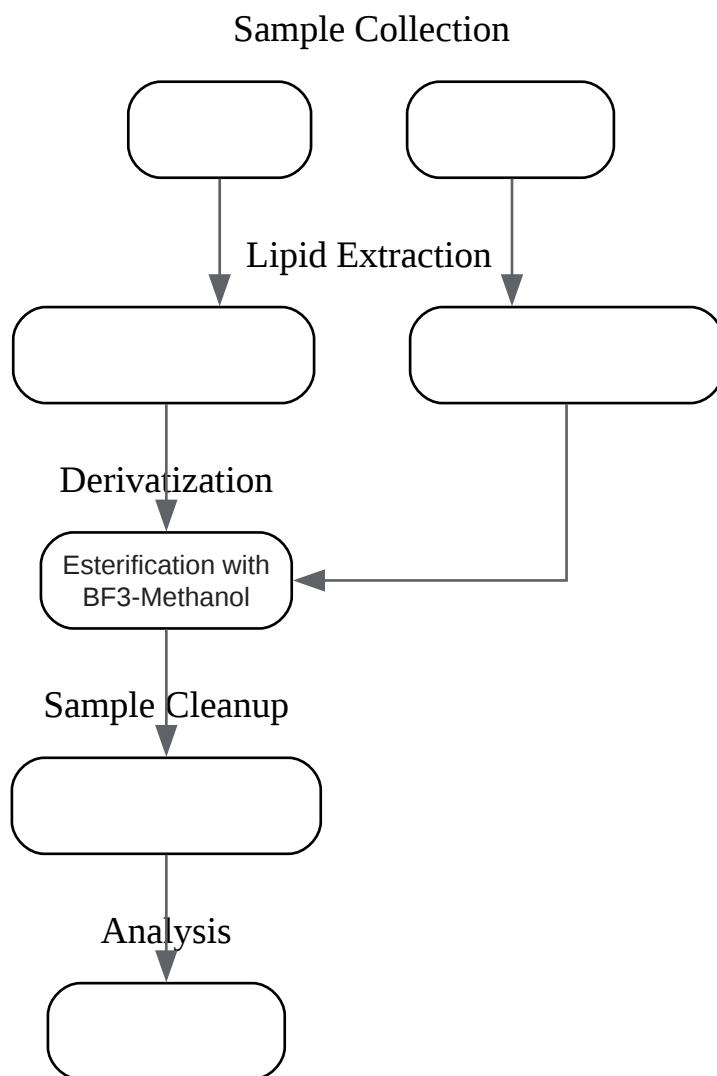 Sample Collection
Lipid Extraction
Derivatization
Esterification with
BF3-Methanol
Sample Cleanup
Analysis